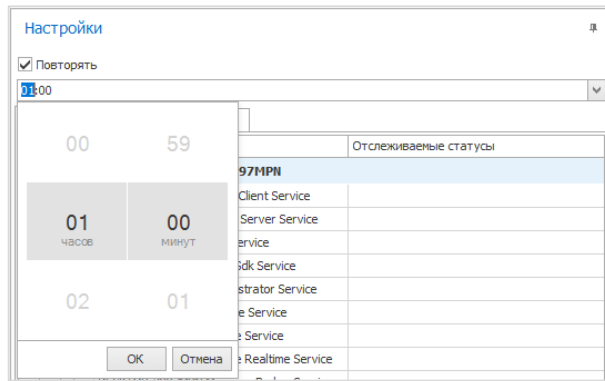 Настройки
Повторять
01:00
00 59
Отслеживаемые статусы
97MPN
Client Service
01 00
Server Service
часов минут
ervice
Sdk Service
02 01
strator Service
e Service
e Service
OK Отмена
e Realtime Service